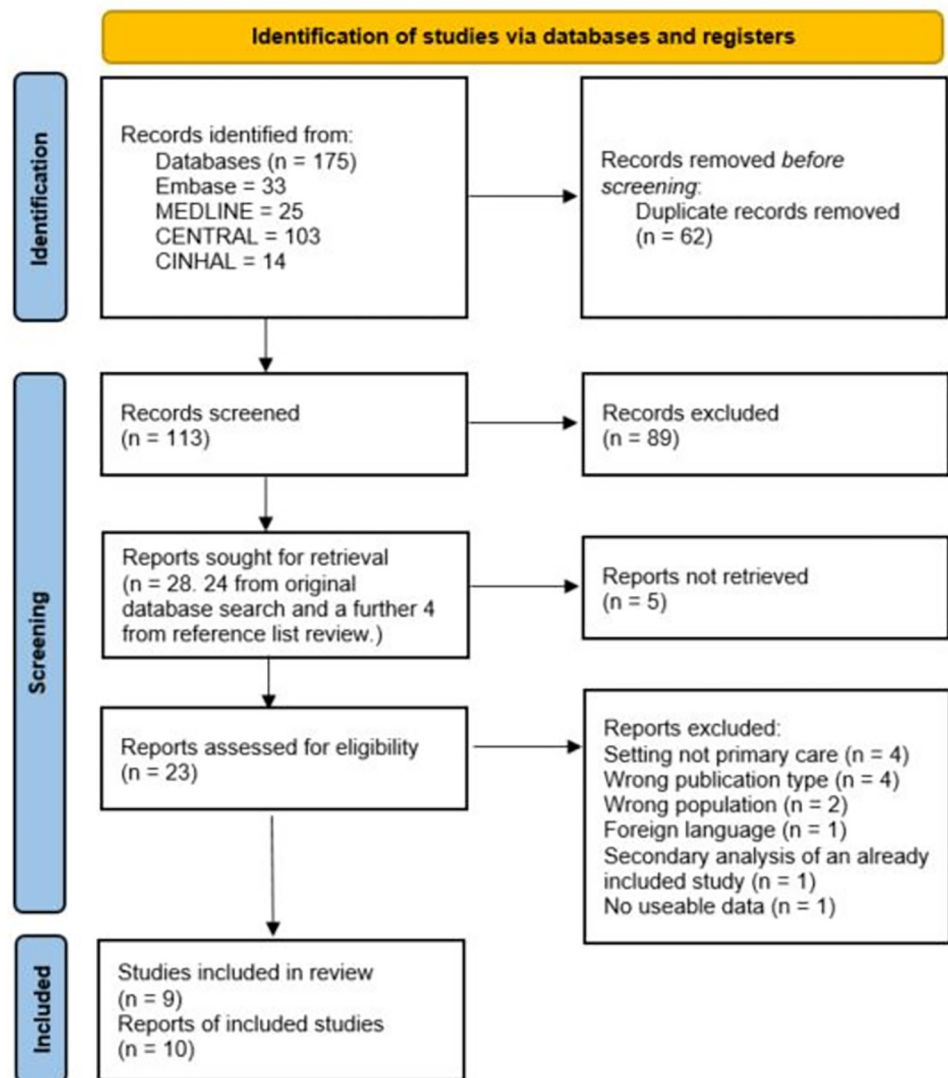 Identification of studies via databases and registers
Identification
Records identified from:
Databases (n = 175)
Embase = 33
MEDLINE = 25
CENTRAL = 103
CINHAL = 14
Records removed before
screening:
Duplicate records removed
(n = 62)
Screening
Records screened
(n = 113)
Records excluded
(n = 89)
Reports sought for retrieval
(n = 28. 24 from original
database search and a further 4
from reference list review.)
Reports not retrieved
(n = 5)
Reports assessed for eligibility
(n = 23)
Reports excluded:
Setting not primary care (n = 4)
Wrong publication type (n = 4)
Wrong population (n = 2)
Foreign language (n = 1)
Secondary analysis of an already
included study (n = 1)
No useable data (n = 1)
Included
Studies included in review
(n = 9)
Reports of included studies
(n = 10)